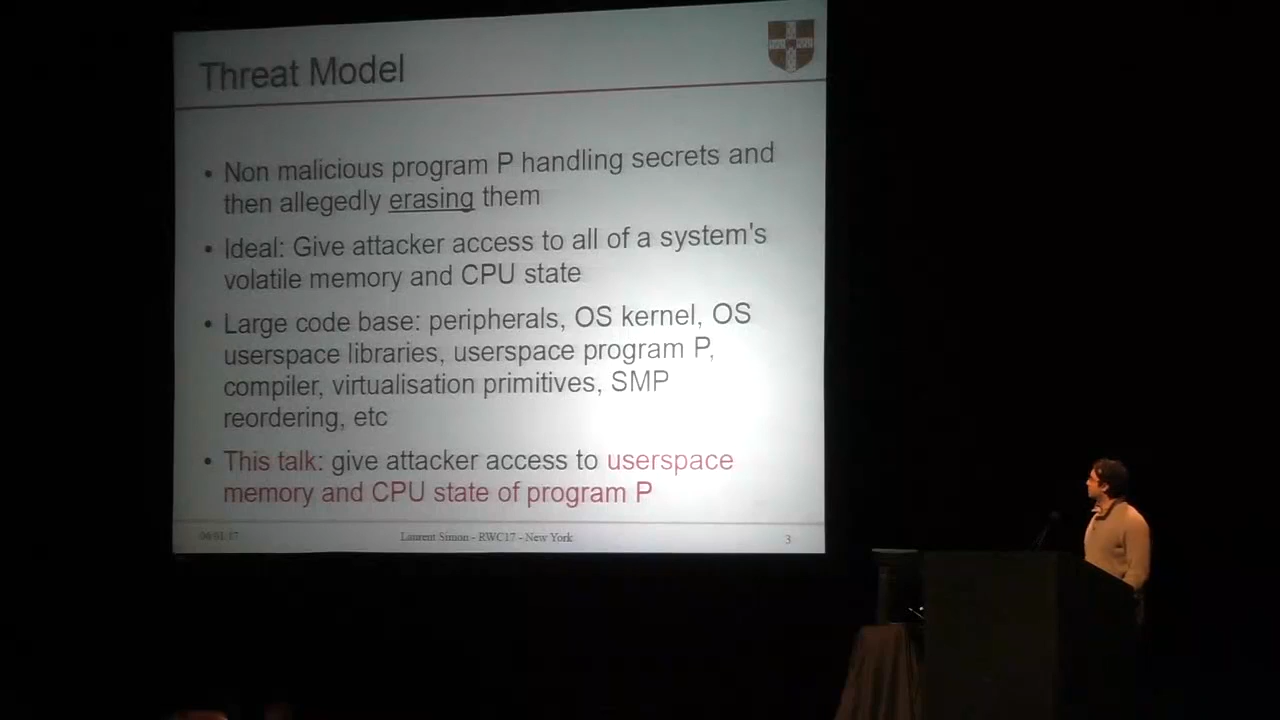 Threat Model
• Non malicious program P handling secrets and
then allegedly erasing them
• Ideal: Give attacker access to all of a system's
volatile memory and CPU state
• Large code base: peripherals, OS kernel, OS
userspace libraries, userspace program P,
compiler, virtualisation primitives, SMP
reordering, etc
• This talk: give attacker access to userspace
memory and CPU state of program P
Laurent Simon - RWC17 - New York
3